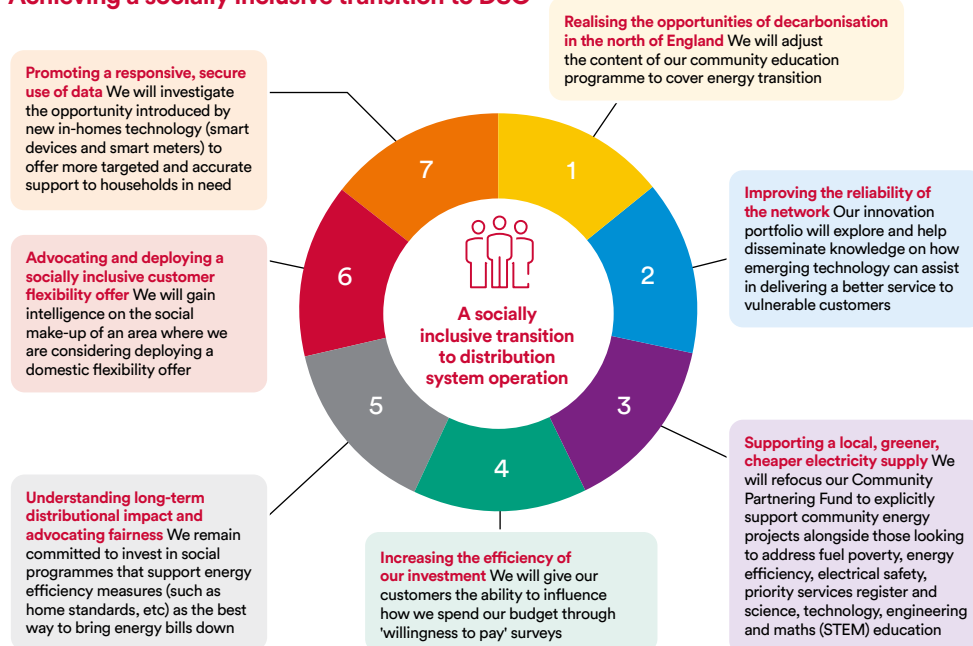 Achieving a socially inclusive transition to DSO
Realising the opportunities of decarbonisation
in the north of England We will adjust
the content of our community education
programme to cover energy transition
Promoting a responsive, secure
use of data We will investigate
the opportunity introduced by
new in-homes technology (smart
devices and smart meters) to
offer more targeted and accurate
support to households in need
7
1
Improving the reliability of
the network Our innovation
portfolio will explore and help
disseminate knowledge on how
emerging technology can assist
in delivering a better service to
vulnerable customers
Advocating and deploying a
socially inclusive customer
flexibility offer We will gain
intelligence on the social
make-up of an area where we
are considering deploying a
domestic flexibility offer
6
2
A socially
inclusive transition
to distribution
system operation
5
3
4
Supporting a local, greener,
cheaper electricity supply We
will refocus our Community
Partnering Fund to explicitly
support community energy
projects alongside those looking
to address fuel poverty, energy
efficiency, electrical safety,
priority services register and
science, technology, engineering
and maths (STEM) education
Understanding long-term
distributional impact and
advocating fairness We remain
committed to invest in social
programmes that support energy
efficiency measures (such as
home standards, etc) as the best
way to bring energy bills down
Increasing the efficiency of
our investment We will give our
customers the ability to influence
how we spend our budget through
'willingness to pay' surveys